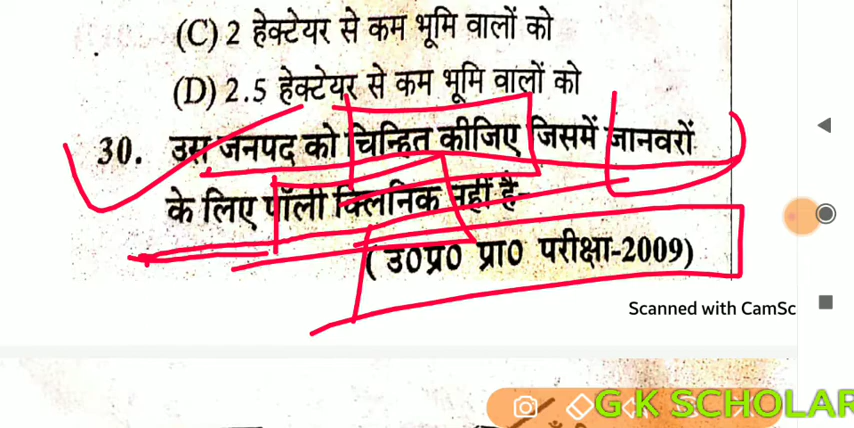 (C) 2 हेक्टेयर से कम भूमि वालों को
(D) 2.5 हेक्टेयर से कम भूमि वालों को
30. उस जनपद को चिन्हित कीजिए जिसमें जानवरों
के लिए पॉली क्लिनिक नहीं है-
( उ0प्र0 प्रा0 परीक्षा-2009)
Scanned with CamSc
G K SCHOLAR